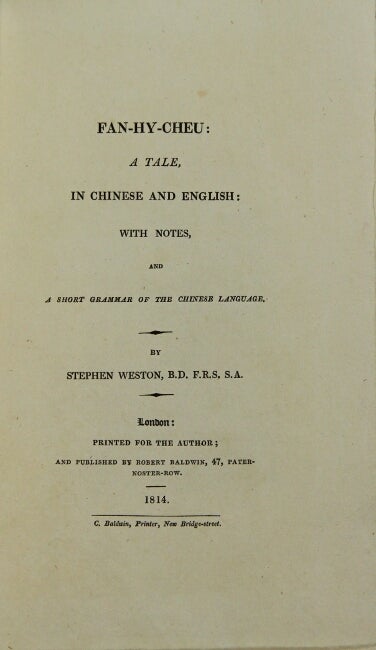 FAN-HY-CHEU:
A TALE,
IN CHINESE AND ENGLISH:
WITH NOTES,
AND
A SHORT GRAMMAR OF THE CHINESE LANGUAGE.
BY
STEPHEN WESTON, B.D. F.R.S. S.A.
London:
PRINTED FOR THE AUTHOR;
AND PUBLISHED BY ROBERT BALDWIN, 47, PATER-
NOSTER-ROW.
1814.
C. Baldwin, Printer, New Bridge-street.